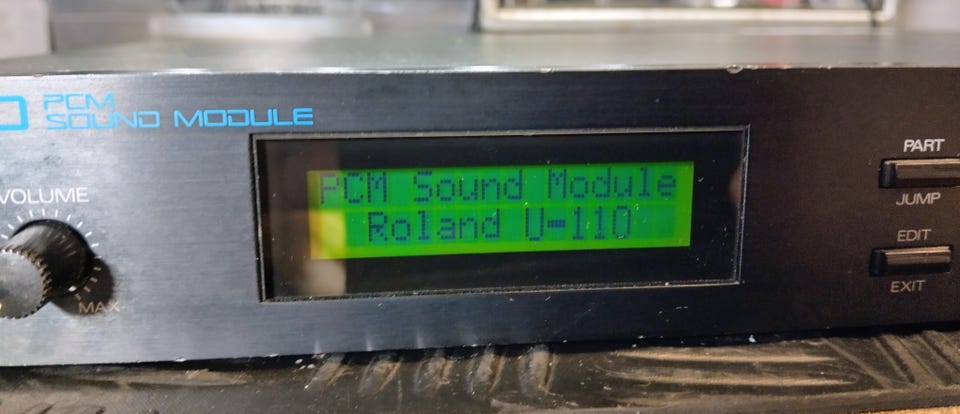 PCM
SOUND MODULE
VOLUME
MAX
PCM Sound Module
Roland U-110
PART
JUMP
EDIT
EXIT